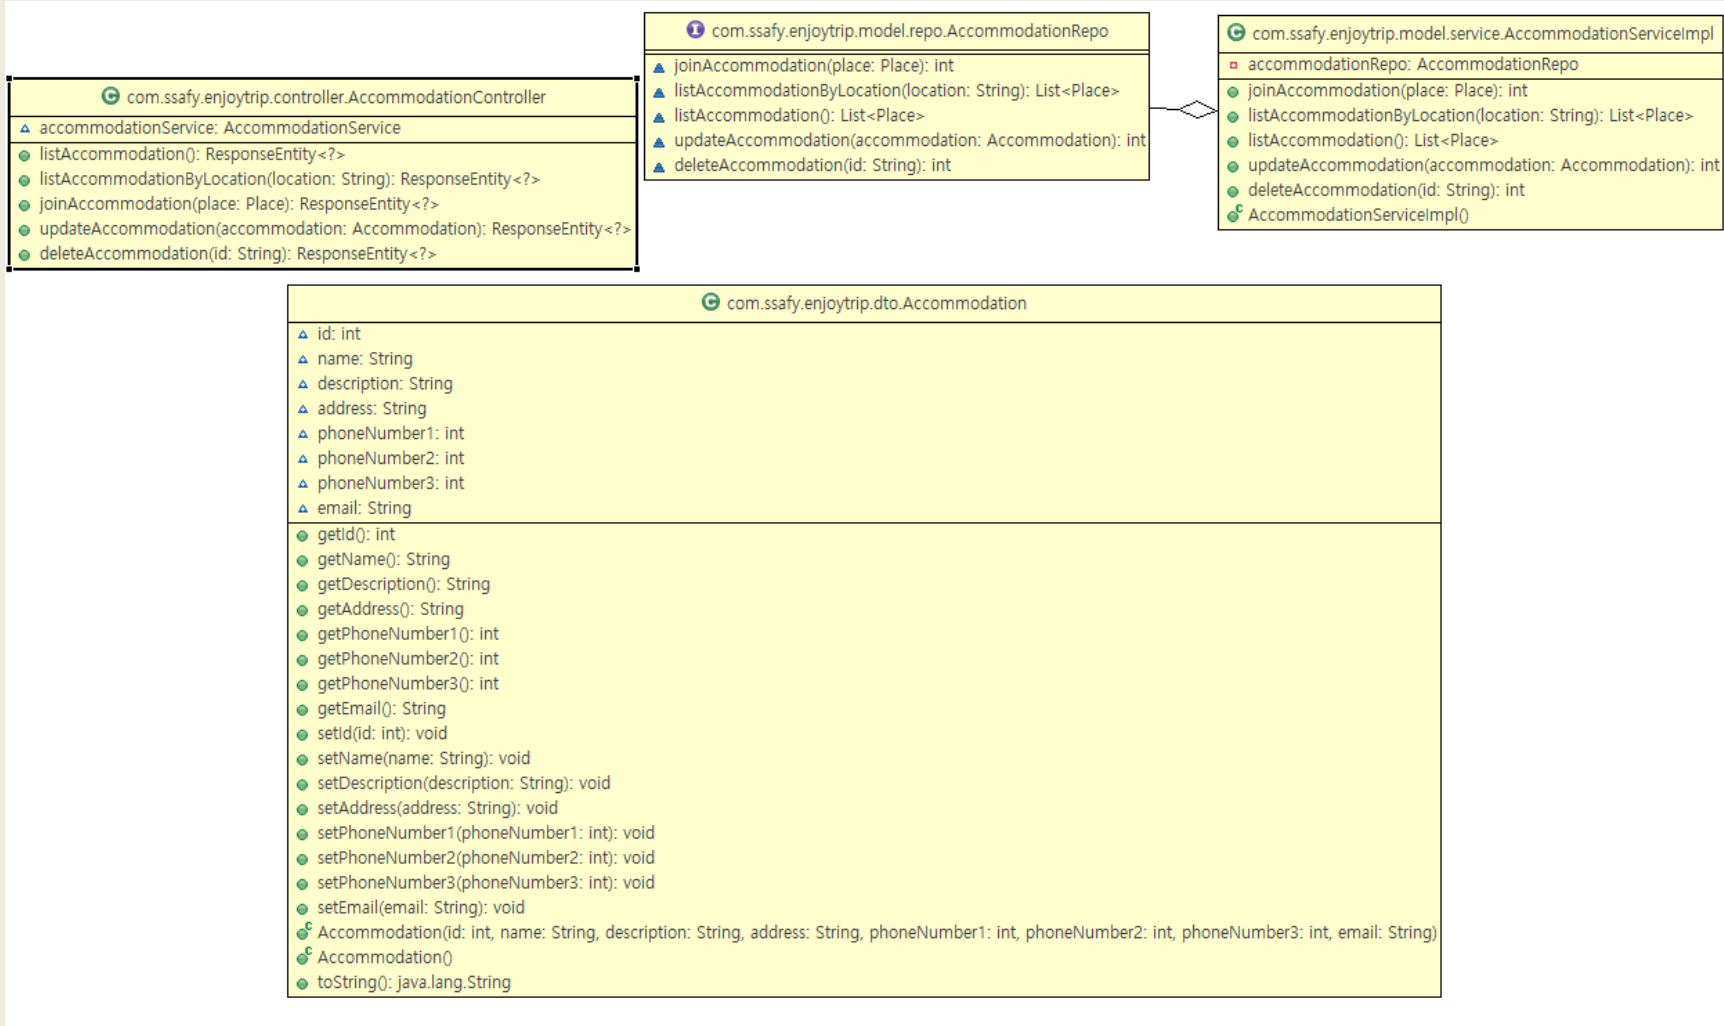 com.ssafy.enjoytrip.controller.AccommodationController
accommodationService: AccommodationService
listAccommodation(): ResponseEntity<?>
listAccommodationByLocation(location: String): ResponseEntity<?>
joinAccommodation(place: Place): ResponseEntity<?>
updateAccommodation(accommodation: Accommodation): ResponseEntity<?>
deleteAccommodation(id: String): ResponseEntity<?>
I com.ssafy.enjoytrip.model.repo.AccommodationRepo
joinAccommodation(place: Place): int
listAccommodationByLocation(location: String): List<Place>
listAccommodation(): List<Place>
updateAccommodation(accommodation: Accommodation): int
deleteAccommodation(id: String): int
C com.ssafy.enjoytrip.model.service.AccommodationServiceImpl
accommodationRepo: AccommodationRepo
joinAccommodation(place: Place): int
listAccommodationByLocation(location: String): List<Place>
listAccommodation(): List<Place>
updateAccommodation(accommodation: Accommodation): int
deleteAccommodation(id: String): int
C AccommodationServiceImpl()
C com.ssafy.enjoytrip.dto.Accommodation
id: int
name: String
description: String
address: String
phoneNumber1: int
phoneNumber2: int
phoneNumber3: int
email: String
getId(): int
getName(): String
getDescription(): String
getAddress(): String
getPhoneNumber1(): int
getPhoneNumber2(): int
getPhoneNumber3(): int
getEmail(): String
setId(id: int): void
setName(name: String): void
setDescription(description: String): void
setAddress(address: String): void
setPhoneNumber1(phoneNumber1: int): void
setPhoneNumber2(phoneNumber2: int): void
setPhoneNumber3(phoneNumber3: int): void
setEmail(email: String): void
C Accommodation(id: int, name: String, description: String, address: String, phoneNumber1: int, phoneNumber2: int, phoneNumber3: int, email: String)
C Accommodation()
toString(): java.lang.String